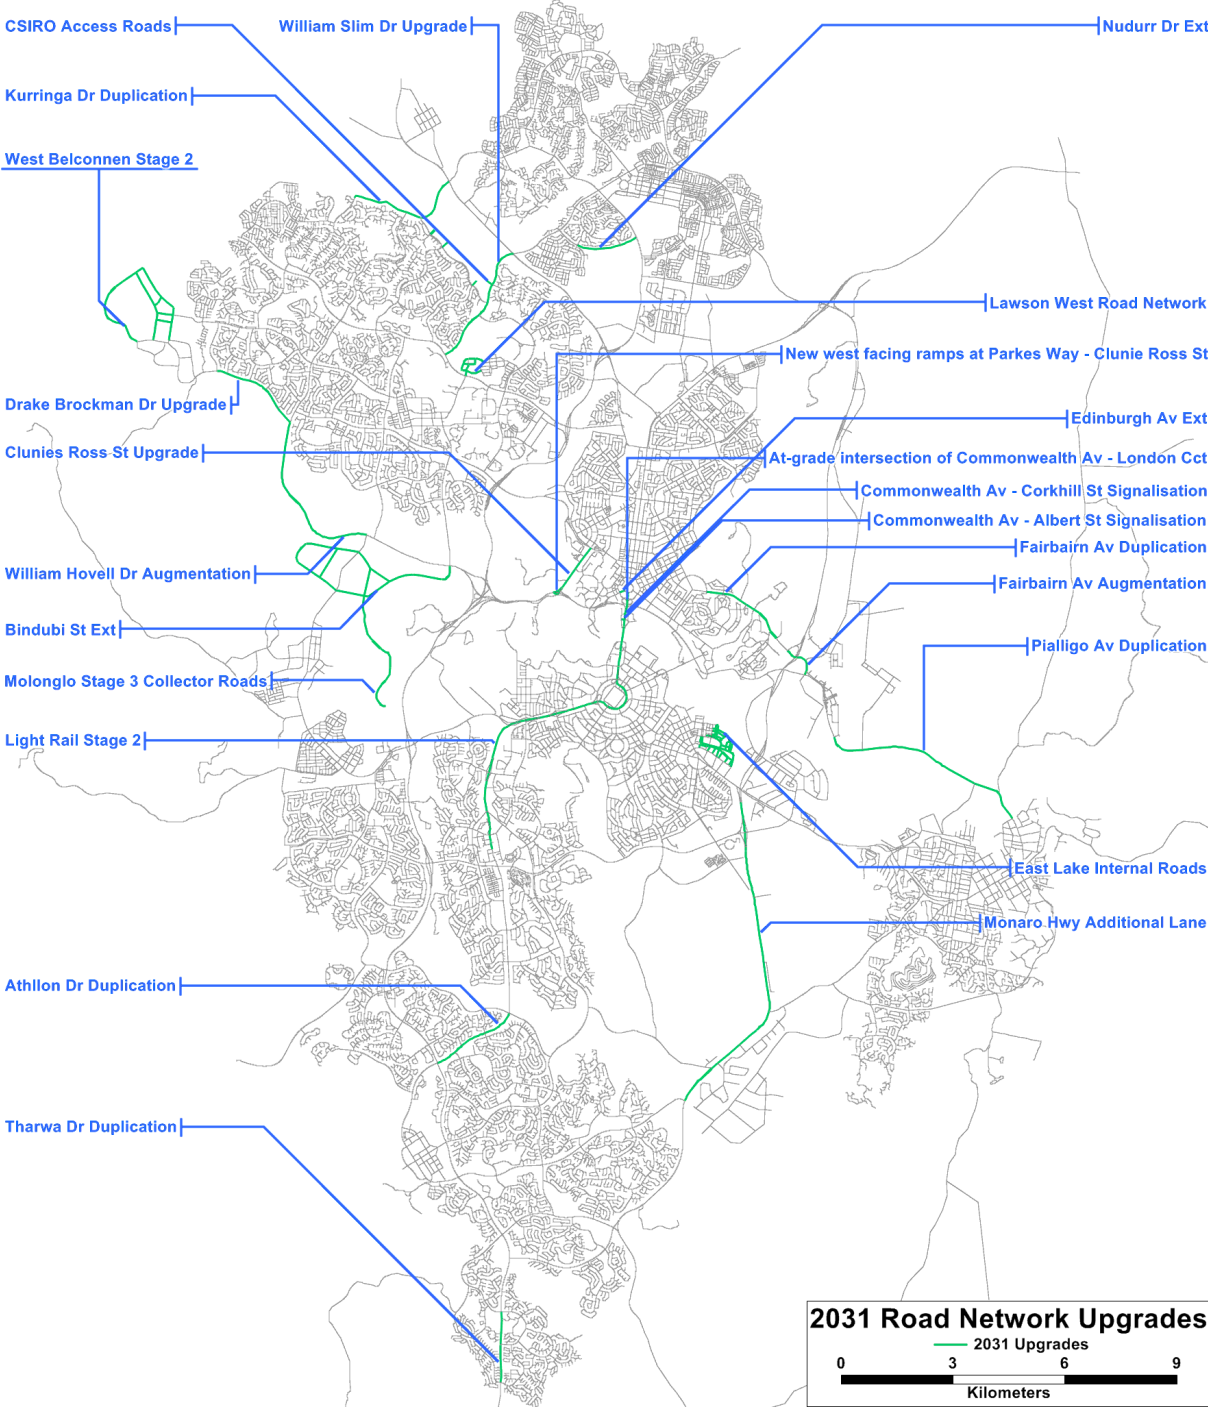 CSIRO Access Roads
William Slim Dr Upgrade
Nudurr Dr Ext
Kurringa Dr Duplication
West Belconnen Stage 2
Lawson West Road Network
New west facing ramps at Parkes Way - Clunie Ross St
Drake Brockman Dr Upgrade
Edinburgh Av Ext
Clunies Ross St Upgrade
At-grade intersection of Commonwealth Av - London Cct
Commonwealth Av - Corkhill St Signalisation
Commonwealth Av - Albert St Signalisation
Fairbairn Av Duplication
William Hovell Dr Augmentation
Fairbairn Av Augmentation
Bindubi St Ext
Pialligo Av Duplication
Molonglo Stage 3 Collector Roads
Light Rail Stage 2
East Lake Internal Roads
Monaro Hwy Additional Lane
Athllon Dr Duplication
Tharwa Dr Duplication
2031 Road Network Upgrades
2031 Upgrades
0 3 6 9
Kilometers